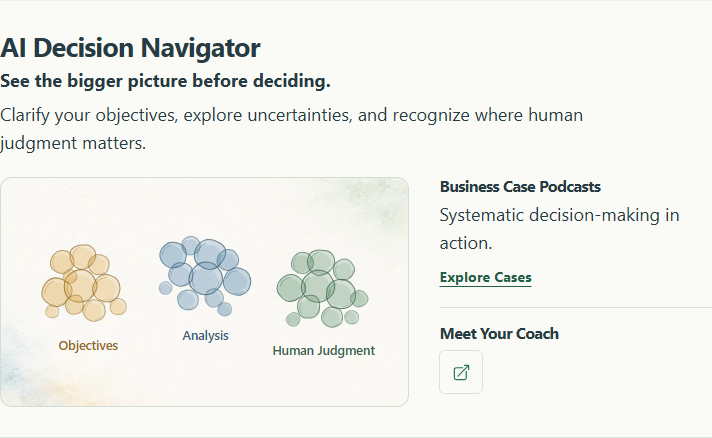 AI Decision Navigator
See the bigger picture before deciding.
Clarify your objectives, explore uncertainties, and recognize where human
judgment matters.
Objectives
Analysis
Human Judgment
Business Case Podcasts
Systematic decision-making in
action.
Explore Cases
Meet Your Coach